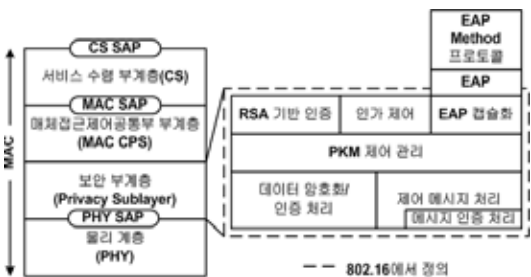 CS SAP
서비스 수렴 부계층(CS)
MAC SAP
매체접근제어공통부 부계층
(MAC CPS)
보안 부계층
(Privacy Sublayer)
PHY SAP
물리 계층
(PHY)
MAC
EAP
Method
프로토콜
EAP
RSA 기반 인증
인가 제어
EAP 캡슐화
PKM 제어 관리
데이터 암호화/
인증 처리
제어 메시지 처리
메시지 인증 처리
802.16에서 정의